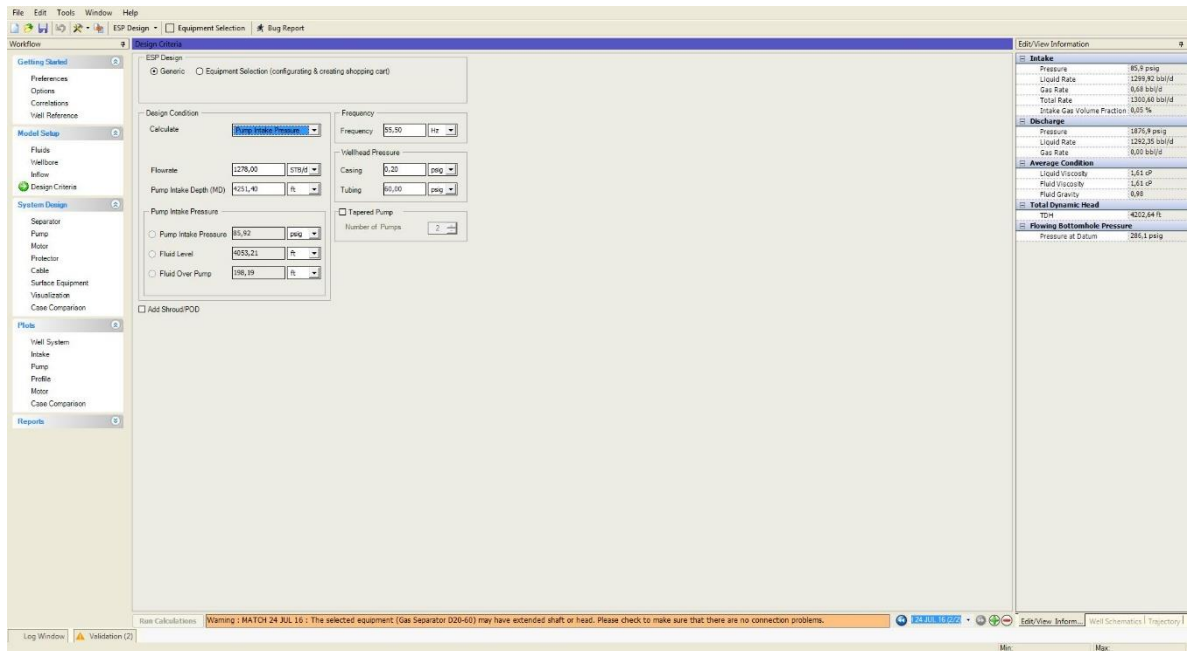 File Edit Tools Window Help
ESP Design Equipment Selection Bug Report
Workflow
Getting Started
Preferences
Options
Correlations
Well Reference
Model Setup
Fluids
Wellbore
Inflow
Design Criteria
System Design
Separator
Pump
Motor
Protector
Cable
Surface Equipment
Visualization
Case Comparison
Plots
Well System
Intake
Pump
Profile
Motor
Case Comparison
Reports
Design Criteria
ESP Design
Generic Equipment Selection (configurating & creating shopping cart)
Design Condition
Calculate Pump Intake Pressure
Flowrate 1278,00 STB/d
Pump Intake Depth (MD) 4251,40 ft
Pump Intake Pressure
Pump Intake Pressure 85,92 psig
Fluid Level 4053,21 ft
Fluid Over Pump 198,19 ft
Add Shroud/POD
Frequency
Frequency 55,50 Hz
Wellhead Pressure
Casing 0,20 psig
Tubing 60,00 psig
Tapered Pump
Number of Pumps 2
Edit/View Information
Intake
Pressure 85,9 psig
Liquid Rate 1299,92 bbl/d
Gas Rate 0,68 bbl/d
Total Rate 1300,60 bbl/d
Intake Gas Volume Fraction 0,05 %
Discharge
Pressure 1876,9 psig
Liquid Rate 1292,35 bbl/d
Gas Rate 0,00 bbl/d
Average Condition
Liquid Viscosity 1,61 cP
Fluid Viscosity 1,61 cP
Fluid Gravity 0,98
Total Dynamic Head
TDH 4202,64 ft
Flowing Bottomhole Pressure
Pressure at Datum 286,1 psig
Run Calculations Warning : MATCH 24 JUL 16 : The selected equipment (Gas Separator D20-60) may have extended shaft or head. Please check to make sure that there are no connection problems.
24 JUL 16 (2/2)
Edit/View Inform... Well Schematics Trajectory
Log Window Validation (2)
Min: Max: